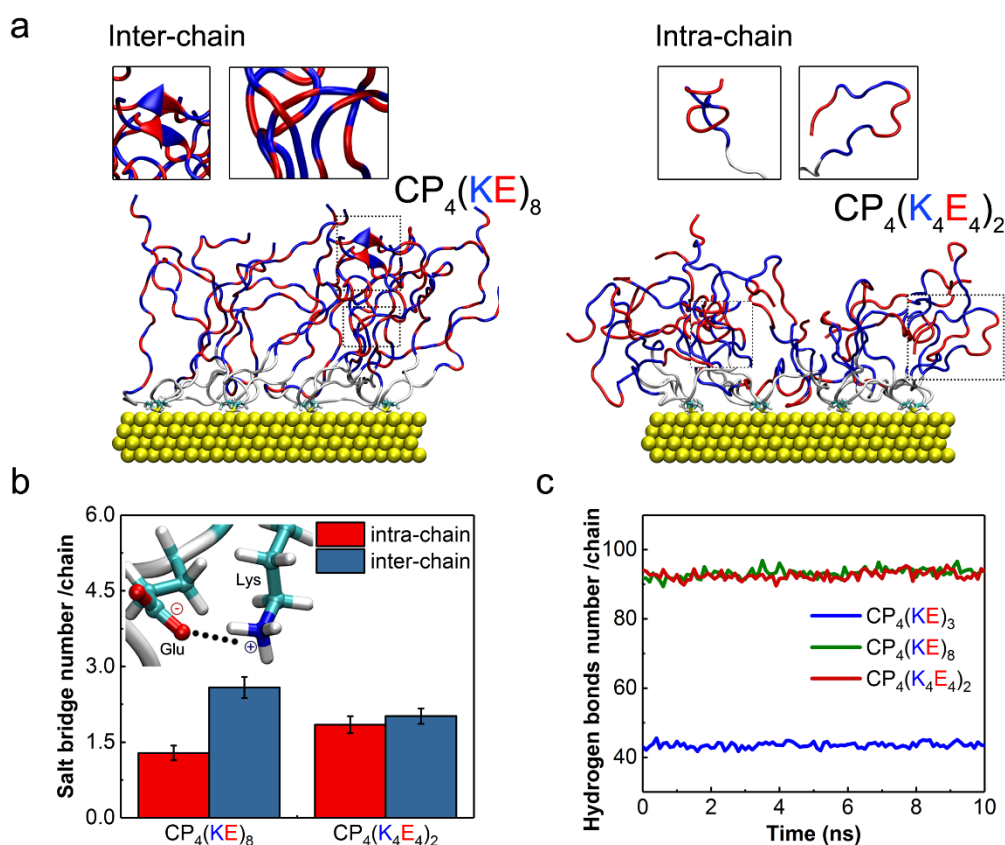 a
Inter-chain
Intra-chain
CP₄(KE)₈
CP₄(K₄E₄)₂
b
6.0
4.5
3.0
1.5
0.0
Salt bridge number /chain
intra-chain
inter-chain
Lys
Glu
−
+
CP₄(KE)₈
CP₄(K₄E₄)₂
c
100
80
60
40
Hydrogen bonds number /chain
CP₄(KE)₃
CP₄(KE)₈
CP₄(K₄E₄)₂
0 2 4 6 8 10
Time (ns)